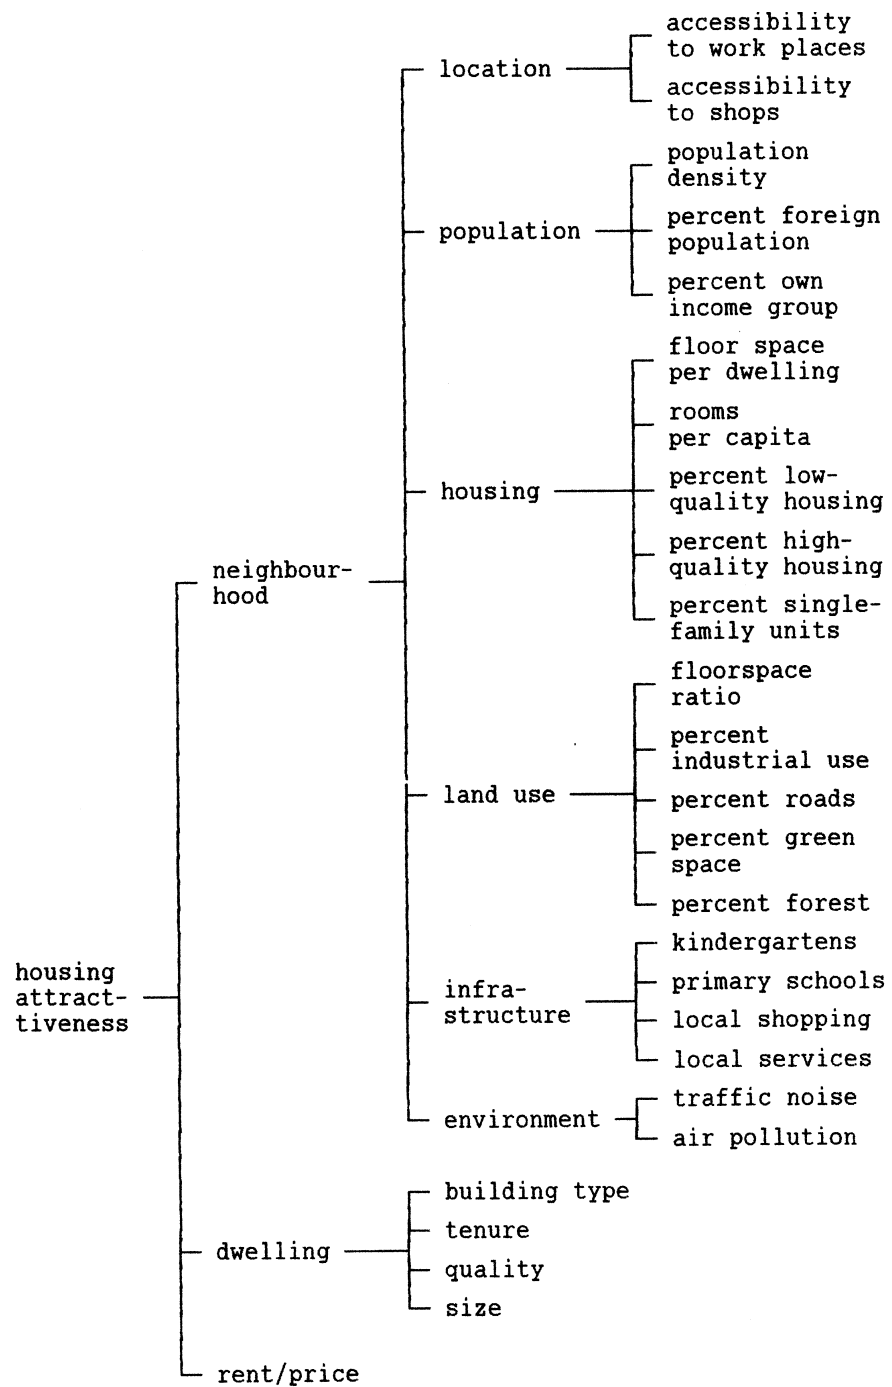 accessibility
to work places
location
accessibility
to shops
population
density
percent foreign
population
population
percent own
income group
floor space
per dwelling
rooms
per capita
housing
percent low-
quality housing
percent high-
quality housing
neighbour-
hood
percent single-
family units
floorspace
ratio
percent
industrial use
land use
percent roads
percent green
space
percent forest
kindergartens
housing
attract-
tiveness
infra-
structure
primary schools
local shopping
local services
traffic noise
environment
air pollution
building type
tenure
dwelling
quality
size
rent/price